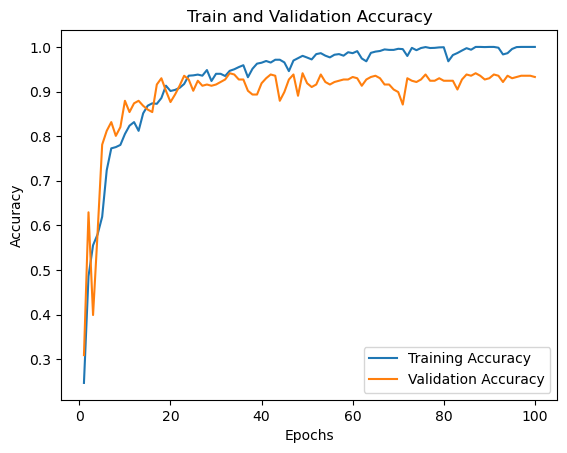 Train and Validation Accuracy
1.0
0.9
0.8
0.7
0.6
0.5
0.4
0.3
Accuracy
0 20 40 60 80 100
Epochs
Training Accuracy
Validation Accuracy